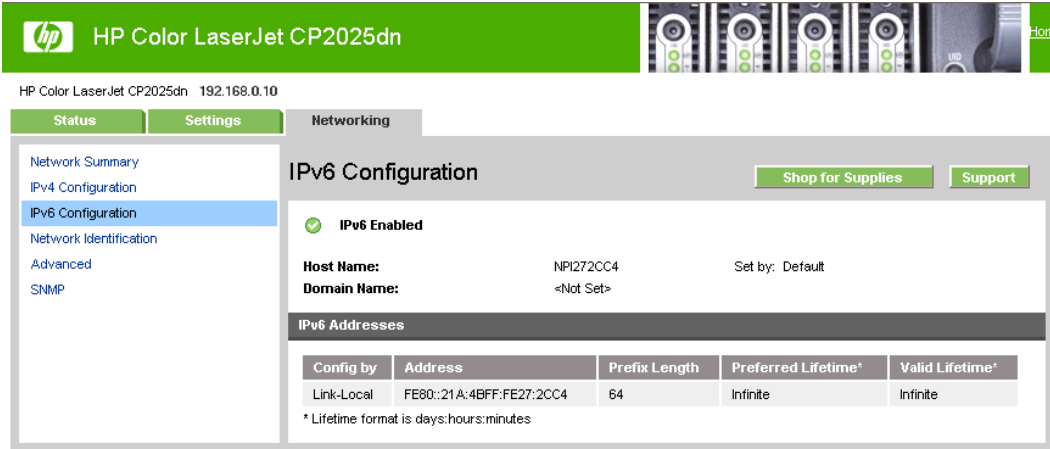 hp HP Color LaserJet CP2025dn
UID
HP Color LaserJet CP2025dn 192.168.0.10
Status Settings Networking
Network Summary
IPv4 Configuration
IPv6 Configuration
Network Identification
Advanced
SNMP
IPv6 Configuration Shop for Supplies Support
IPv6 Enabled
Host Name: NPI272CC4 Set by: Default
Domain Name: <Not Set>
IPv6 Addresses
Config by Address Prefix Length Preferred Lifetime* Valid Lifetime*
Link-Local FE80::21A:4BFF:FE27:2CC4 64 Infinite Infinite
* Lifetime format is days:hours:minutes